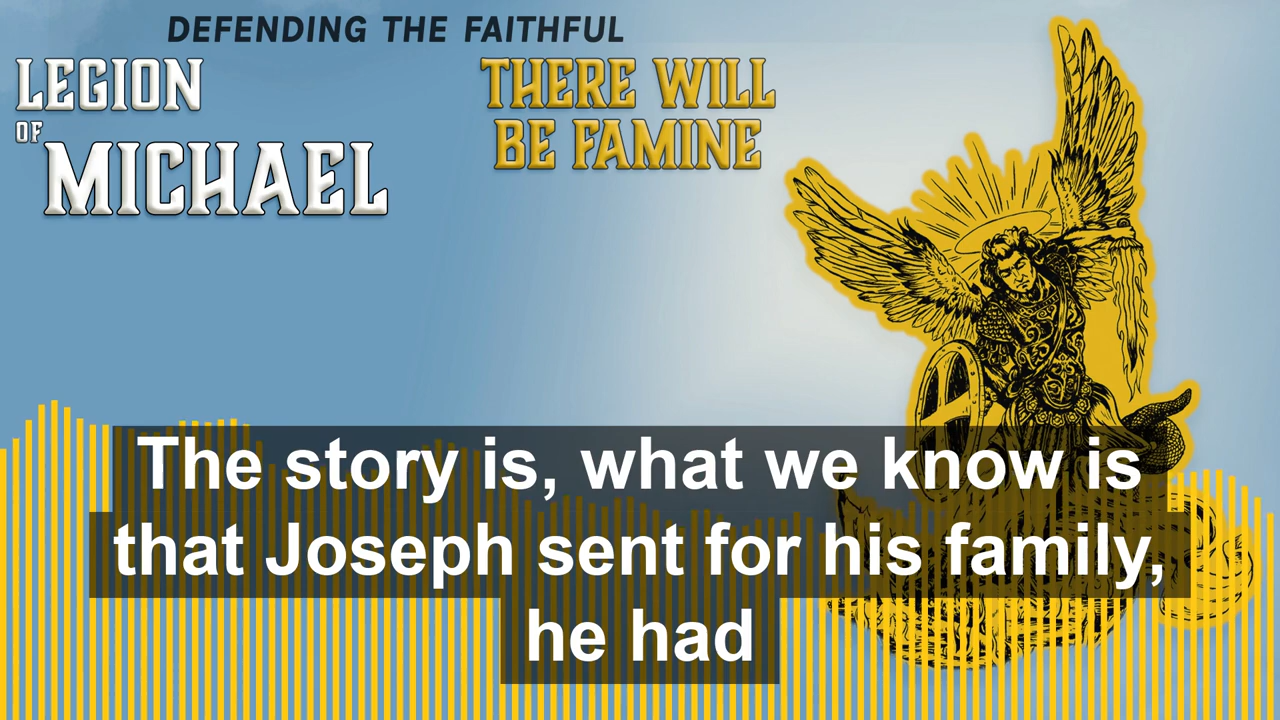 DEFENDING THE FAITHFUL
LEGION
OF
MICHAEL
THERE WILL
BE FAMINE
The story is, what we know is
that Joseph sent for his family,
he had